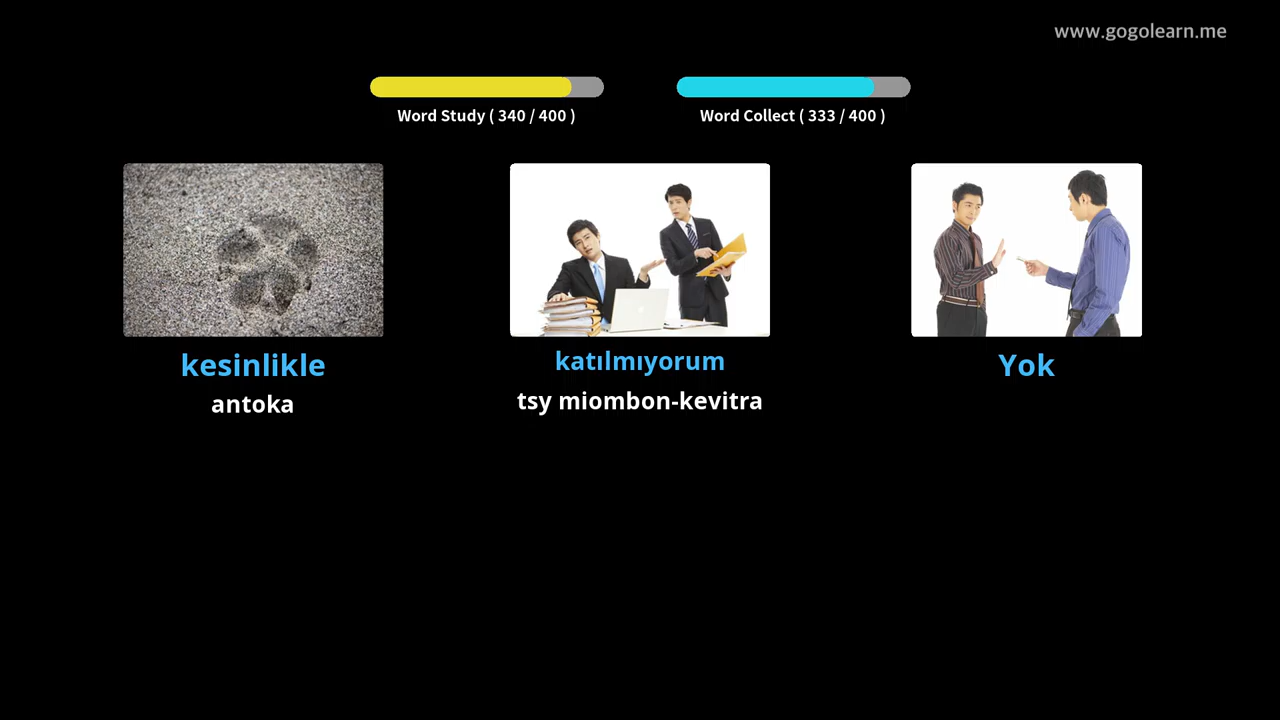 www.gogolearn.me
Word Study ( 340 / 400 )
Word Collect ( 333 / 400 )
kesinlikle
antoka
katılmıyorum
tsy miombon-kevitra
Yok